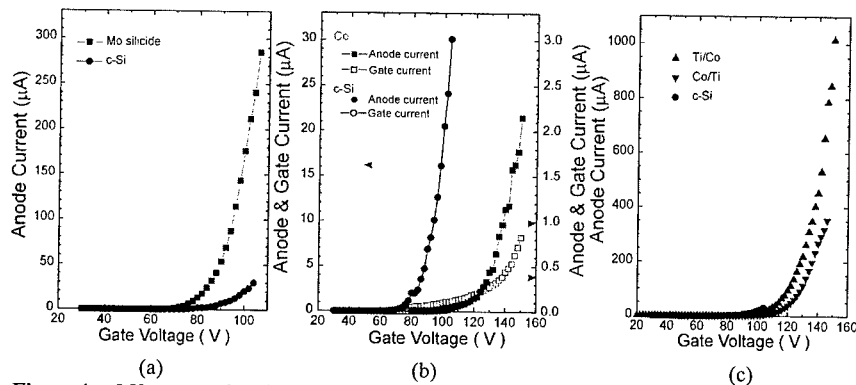 300
250
200
150
100
50
0
Anode Current (μA)
Mo silicide
c-Si
20 40 60 80 100
Gate Voltage ( V )
(a)
30
25
20
15
10
5
0
Anode & Gate Current (μA)
Co
Anode current
Gate current
c-Si
Anode current
Gate current
3.0
2.5
2.0
1.5
1.0
0.5
0.0
Anode & Gate Current (μA)
20 40 60 80 100 120 140 160
Gate Voltage ( V )
(b)
1000
800
600
400
200
0
Anode Current (μA)
Ti/Co
Co/Ti
c-Si
20 40 60 80 100 120 140 160
Gate Voltage ( V )
(c)